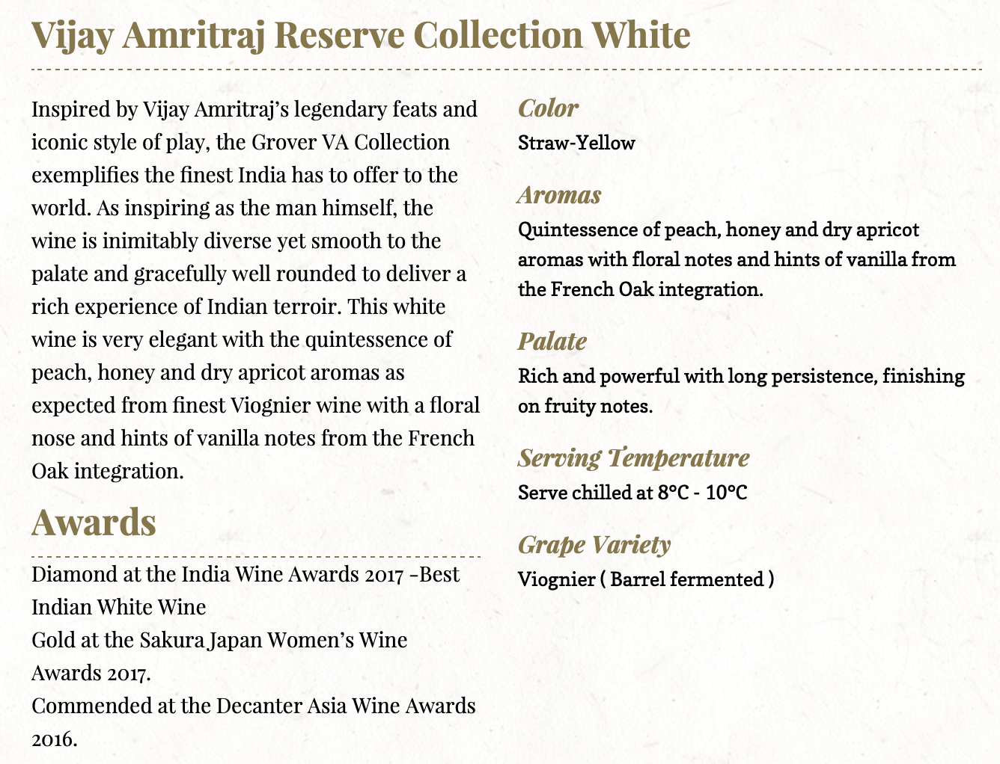 Vijay Amritraj Reserve Collection White
Inspired by Vijay Amritraj’s legendary feats and
iconic style of play, the Grover VA Collection
exemplifies the finest India has to offer to the
world. As inspiring as the man himself, the
wine is inimitably diverse yet smooth to the
palate and gracefully well rounded to deliver a
rich experience of Indian terroir. This white
wine is very elegant with the quintessence of
peach, honey and dry apricot aromas as
expected from finest Viognier wine with a floral
nose and hints of vanilla notes from the French
Oak integration.
Awards
Diamond at the India Wine Awards 2017 -Best
Indian White Wine
Gold at the Sakura Japan Women’s Wine
Awards 2017.
Commended at the Decanter Asia Wine Awards
2016.
Color
Straw-Yellow
Aromas
Quintessence of peach, honey and dry apricot
aromas with floral notes and hints of vanilla from
the French Oak integration.
Palate
Rich and powerful with long persistence, finishing
on fruity notes.
Serving Temperature
Serve chilled at 8°C - 10°C
Grape Variety
Viognier ( Barrel fermented )